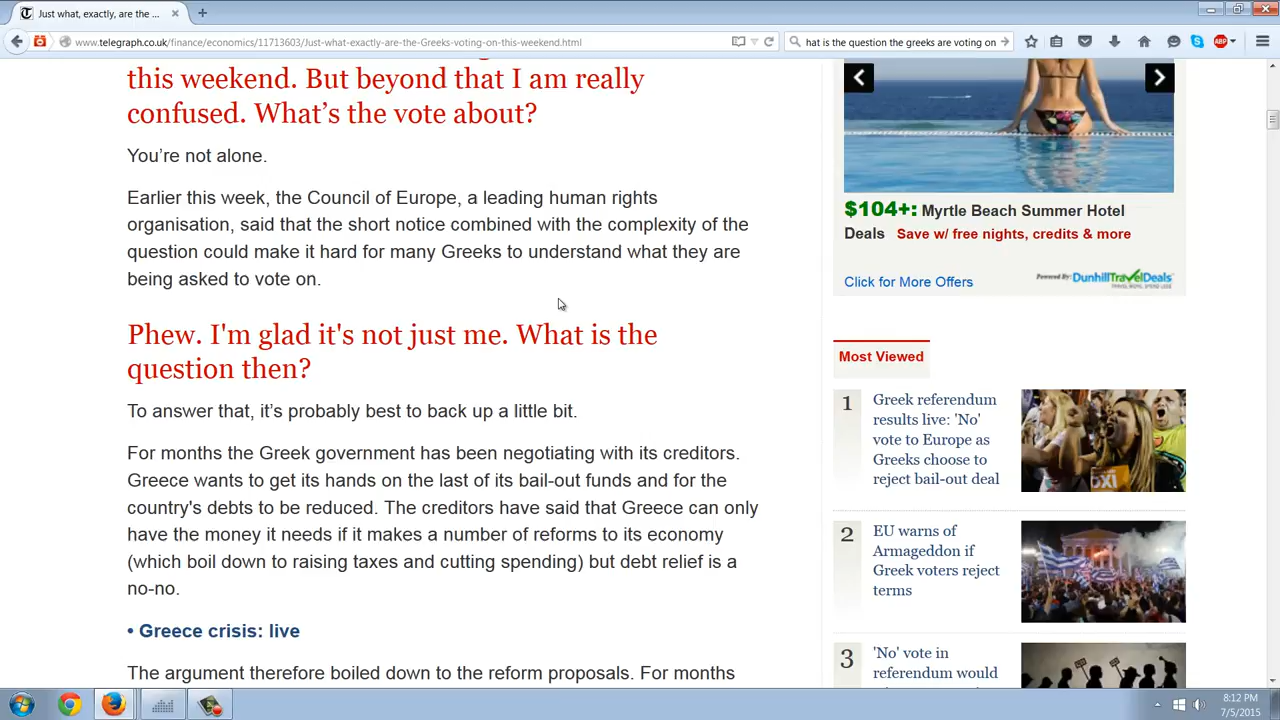 Just what, exactly, are the ...
www.telegraph.co.uk/finance/economics/11713603/Just-what-exactly-are-the-Greeks-voting-on-this-weekend.html
hat is the question the greeks are voting on
ABP
this weekend. But beyond that I am really
confused. What’s the vote about?
You’re not alone.
Earlier this week, the Council of Europe, a leading human rights
organisation, said that the short notice combined with the complexity of the
question could make it hard for many Greeks to understand what they are
being asked to vote on.
Phew. I'm glad it's not just me. What is the
question then?
To answer that, it’s probably best to back up a little bit.
For months the Greek government has been negotiating with its creditors.
Greece wants to get its hands on the last of its bail-out funds and for the
country's debts to be reduced. The creditors have said that Greece can only
have the money it needs if it makes a number of reforms to its economy
(which boil down to raising taxes and cutting spending) but debt relief is a
no-no.
• Greece crisis: live
The argument therefore boiled down to the reform proposals. For months
$104+: Myrtle Beach Summer Hotel
Deals Save w/ free nights, credits & more
Click for More Offers
Powered By: DunhillTravelDeals
Most Viewed
1
Greek referendum
results live: 'No'
vote to Europe as
Greeks choose to
reject bail-out deal
OXI
2
EU warns of
Armageddon if
Greek voters reject
terms
3
'No' vote in
referendum would
8:12 PM
7/5/2015